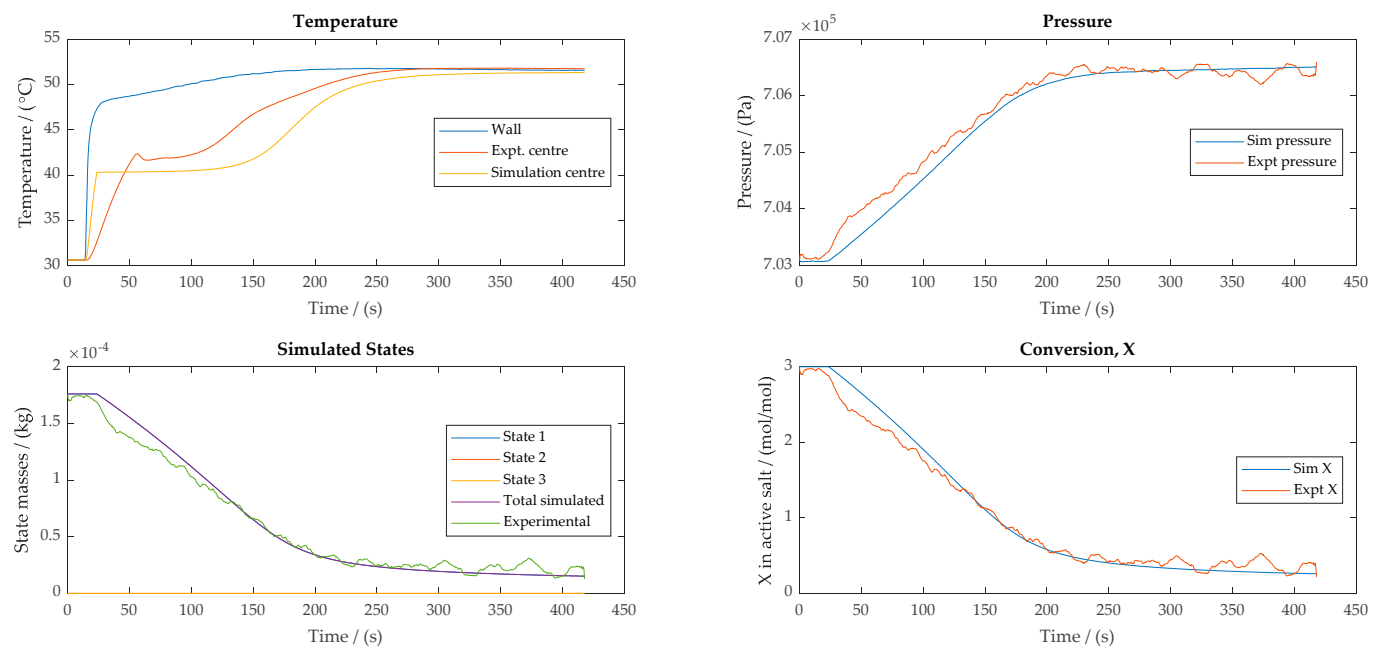 Temperature
55
50
45
40
35
30
Temperature / (°C)
Wall
Expt. centre
Simulation centre
0 50 100 150 200 250 300 350 400 450
Time / (s)
Pressure
×10⁵
7.07
7.06
7.05
7.04
7.03
Pressure / (Pa)
Sim pressure
Expt pressure
0 50 100 150 200 250 300 350 400 450
Time / (s)
Simulated States
×10⁻⁴
2
1.5
1
0.5
0
State masses / (kg)
State 1
State 2
State 3
Total simulated
Experimental
0 50 100 150 200 250 300 350 400 450
Time / (s)
Conversion, X
3
2
1
0
X in active salt / (mol/mol)
Sim X
Expt X
0 50 100 150 200 250 300 350 400 450
Time / (s)